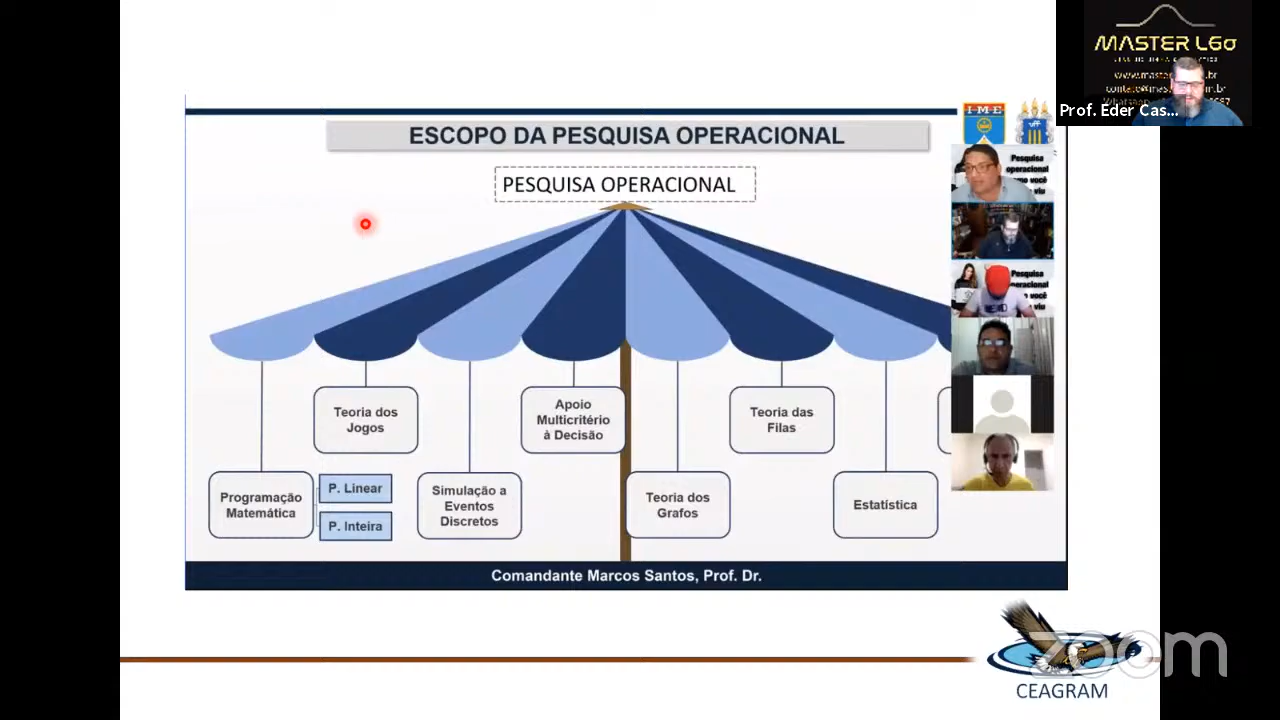 MASTER L6σ
Prof. Eder Cas...
IME
ESCOPO DA PESQUISA OPERACIONAL
PESQUISA OPERACIONAL
Pesquisa
operacional
você
viu
Pesquisa
você
viu
Teoria dos
Jogos
Apoio
Multicritério
à Decisão
Teoria das
Filas
Programação
Matemática
P. Linear
P. Inteira
Simulação a
Eventos
Discretos
Teoria dos
Grafos
Estatística
Comandante Marcos Santos, Prof. Dr.
zoom
CEAGRAM